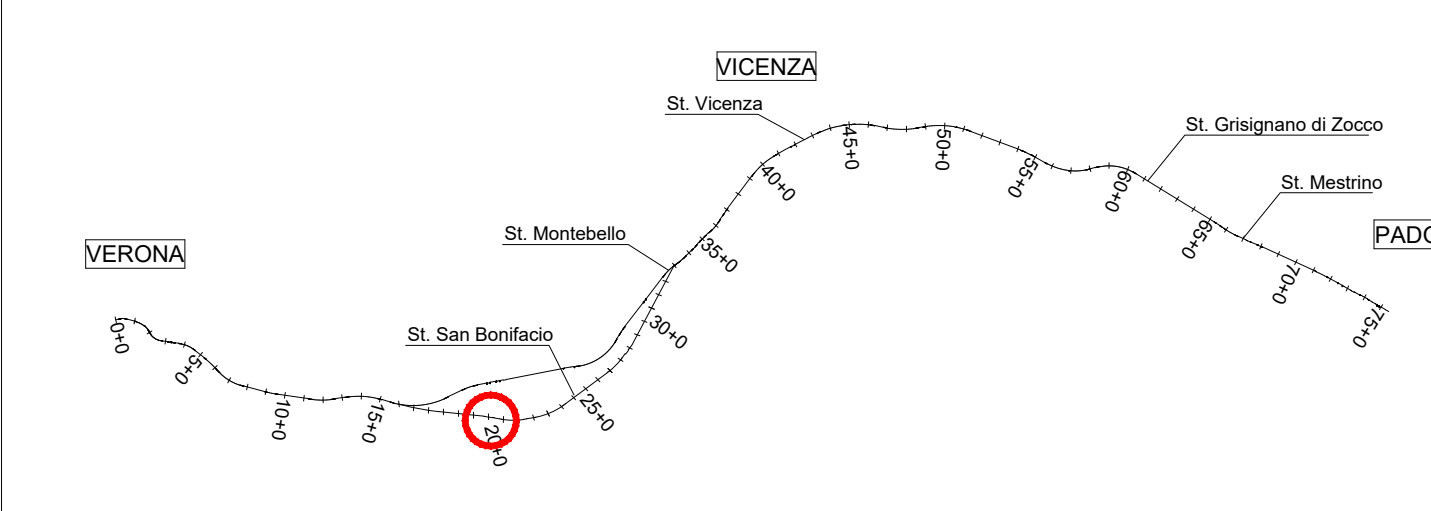 VICENZA
St. Vicenza
St. Grisignano di Zocco
St. Mestrino
St. Montebello
PADO
VERONA
St. San Bonifacio
0+0
5+0
10+0
15+0
20+0
25+0
30+0
35+0
40+0
45+0
50+0
55+0
60+0
65+0
70+0
75+0